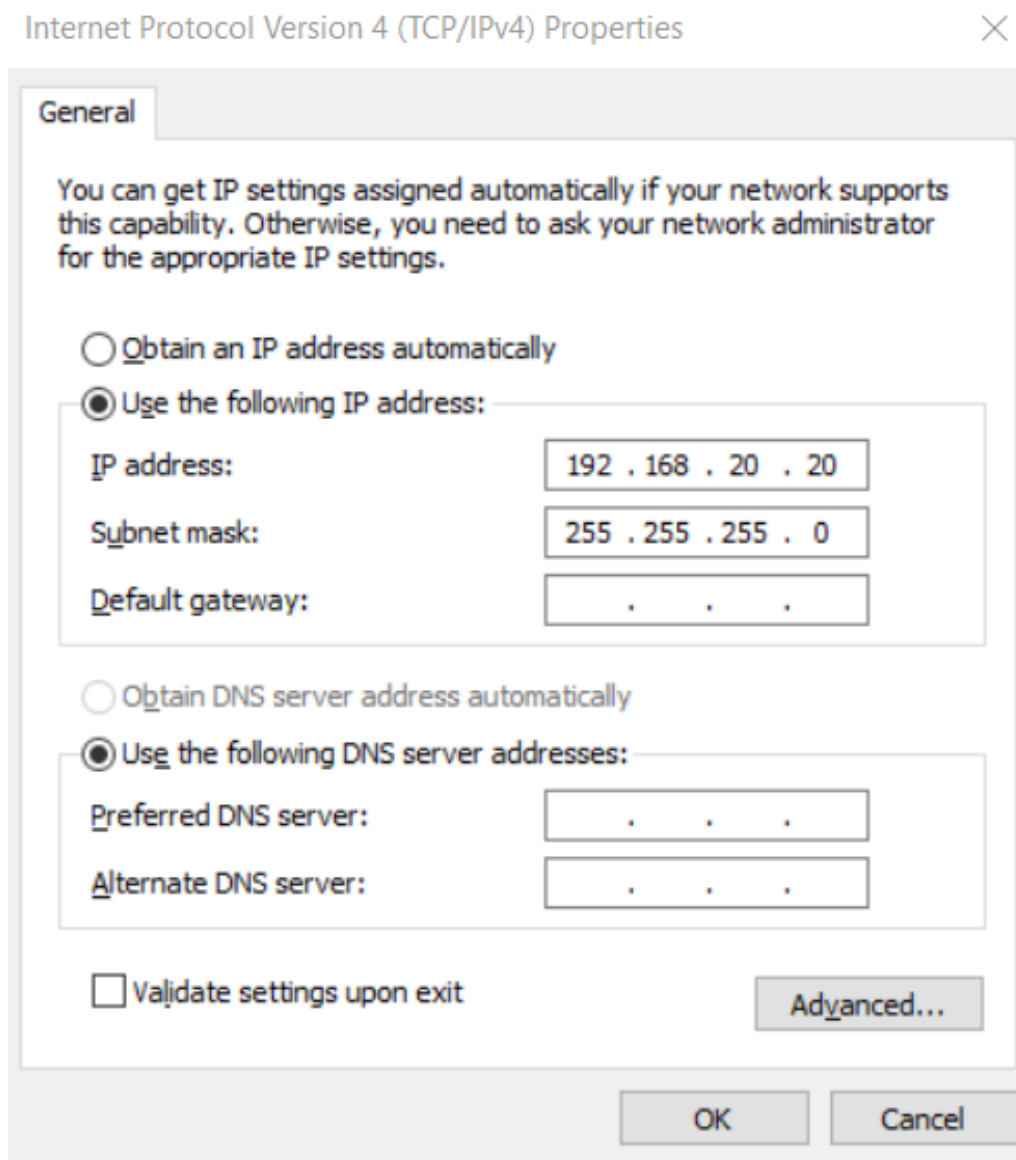 Internet Protocol Version 4 (TCP/IPv4) Properties
General
You can get IP settings assigned automatically if your network supports
this capability. Otherwise, you need to ask your network administrator
for the appropriate IP settings.
Obtain an IP address automatically
Use the following IP address:
IP address: 192 . 168 . 20 . 20
Subnet mask: 255 . 255 . 255 . 0
Default gateway: . . .
Obtain DNS server address automatically
Use the following DNS server addresses:
Preferred DNS server: . . .
Alternate DNS server: . . .
Validate settings upon exit
Advanced...
OK Cancel